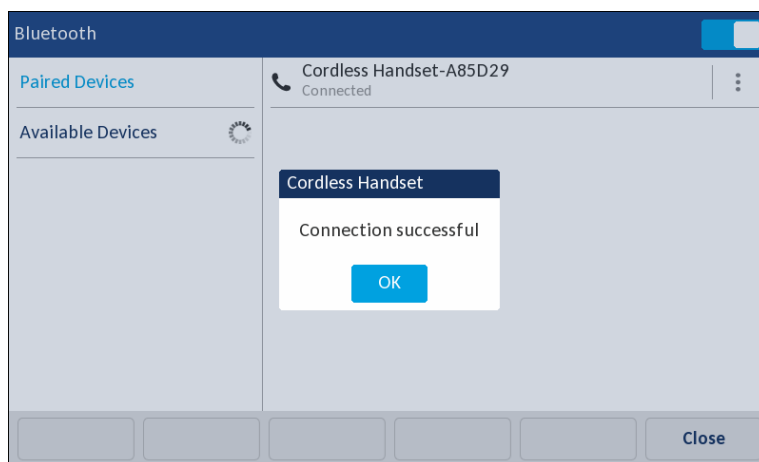 Bluetooth
Paired Devices
Available Devices
Cordless Handset-A85D29
Connected
Cordless Handset
Connection successful
OK
Close